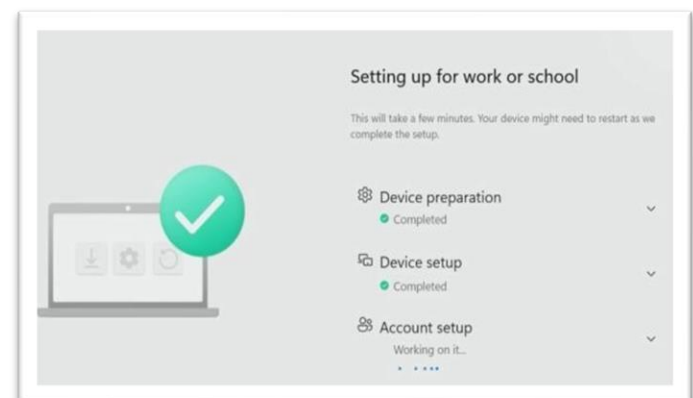 Setting up for work or school
This will take a few minutes. Your device might need to restart as we
complete the setup.
Device preparation
Completed
Device setup
Completed
Account setup
Working on it...